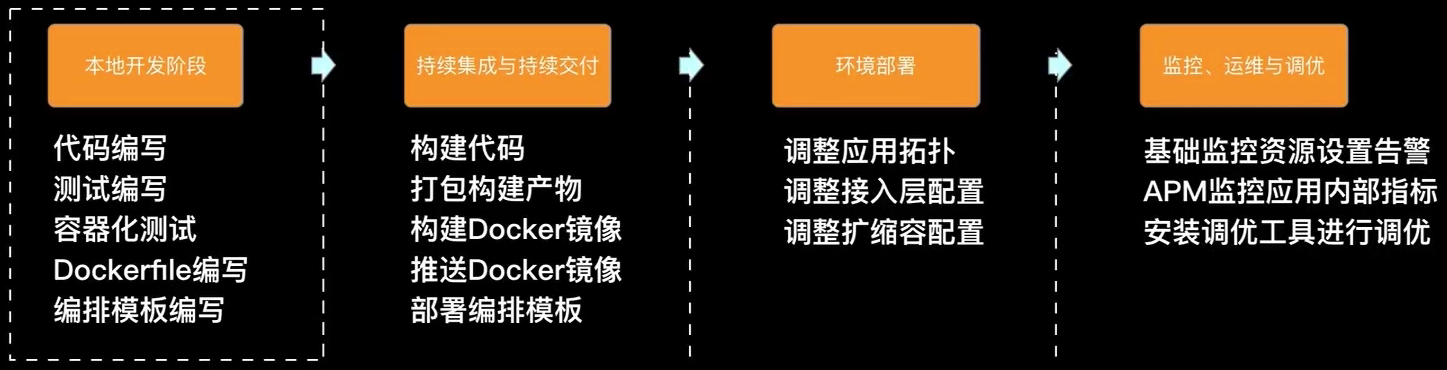 本地开发阶段
代码编写
测试编写
容器化测试
Dockerfile编写
编排模板编写
持续集成与持续交付
构建代码
打包构建产物
构建Docker镜像
推送Docker镜像
部署编排模板
环境部署
调整应用拓扑
调整接入层配置
调整扩缩容配置
监控、运维与调优
基础监控资源设置告警
APM监控应用内部指标
安装调优工具进行调优